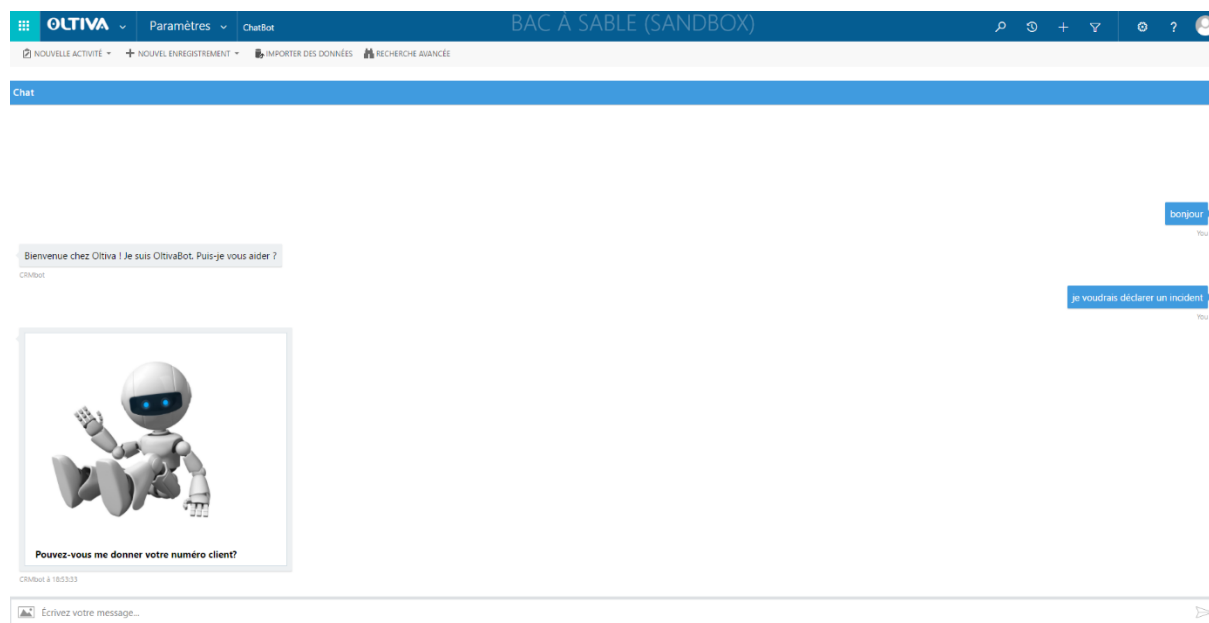 OLTIVA Paramètres ChatBot BAC À SABLE (SANDBOX) ?
NOUVELLE ACTIVITÉ NOUVEL ENREGISTREMENT IMPORTER DES DONNÉES RECHERCHE AVANCÉE
Chat
bonjour
You
Bienvenue chez Oltiva ! Je suis OltivaBot. Puis-je vous aider ?
CRMbot
je voudrais déclarer un incident
You
Pouvez-vous me donner votre numéro client?
CRMbot à 18:53:33
Écrivez votre message...